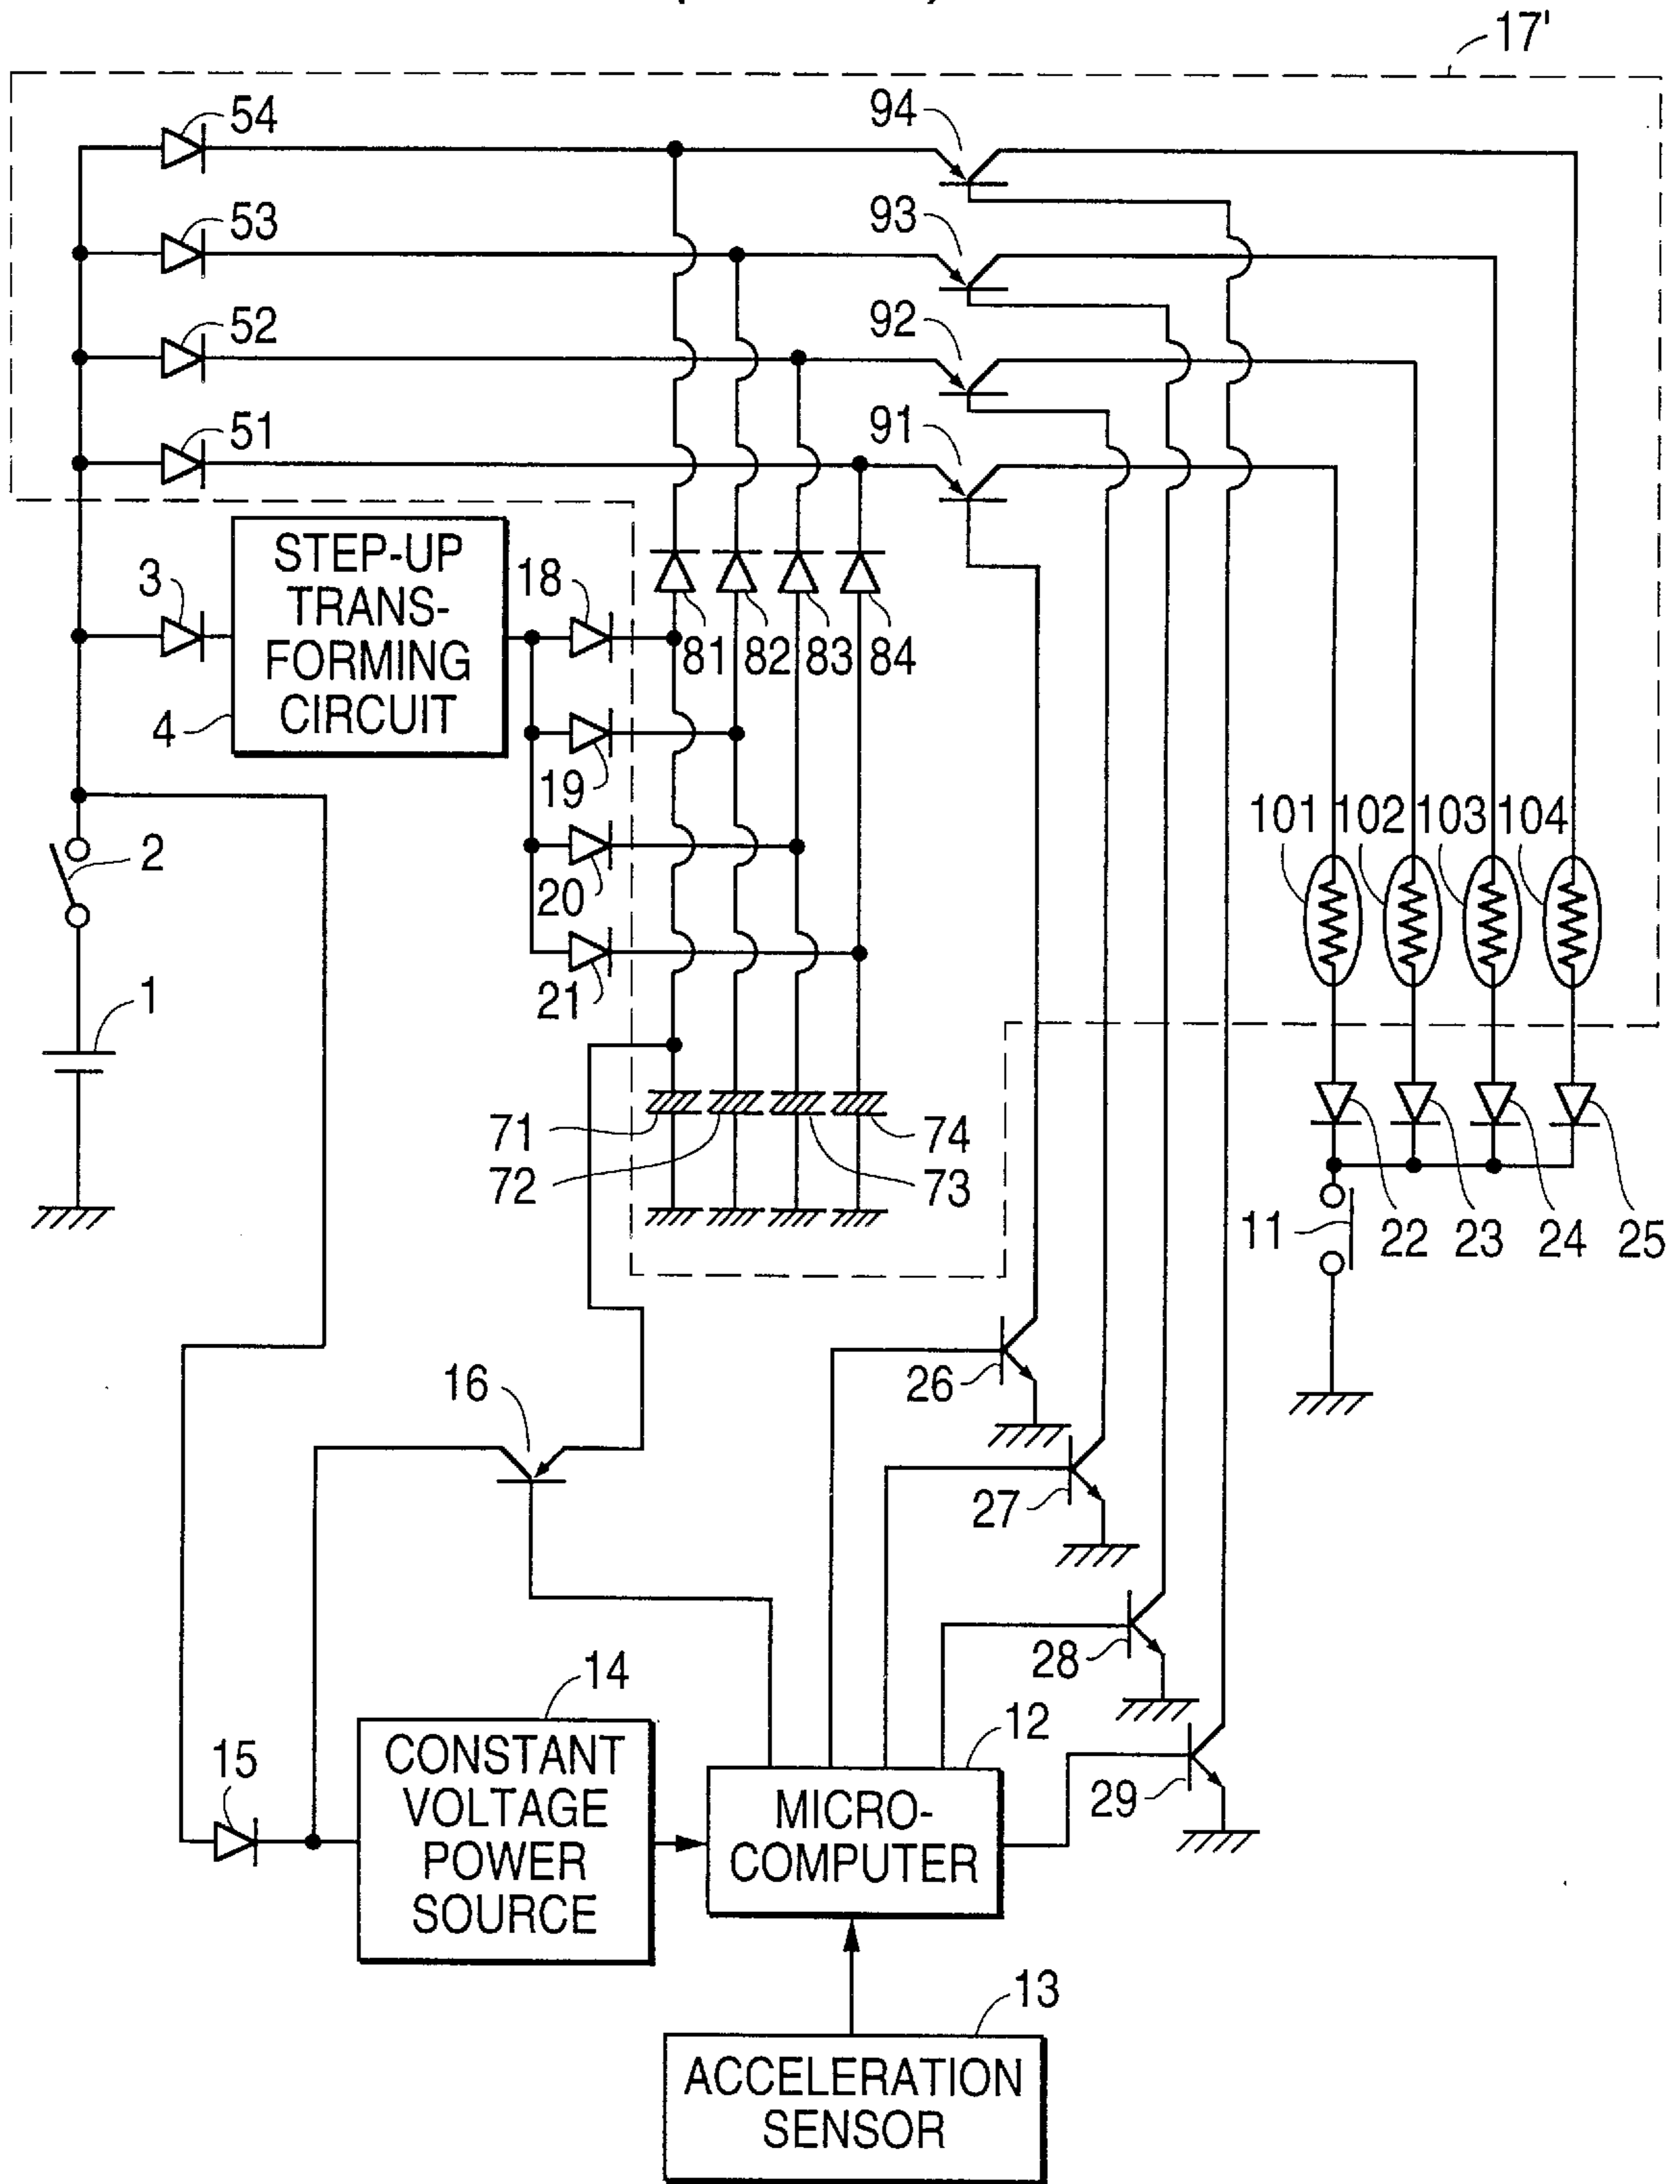 17'
54
94
53
93
52
92
51
91
STEP-UP
TRANS-
FORMING
CIRCUIT
3
18
81 82 83 84
4
19
101 102 103 104
2
20
21
1
71
74
72
73
11
22 23 24 25
26
16
27
28
14
12
15
CONSTANT
VOLTAGE
POWER
SOURCE
MICRO-
COMPUTER
29
13
ACCELERATION
SENSOR